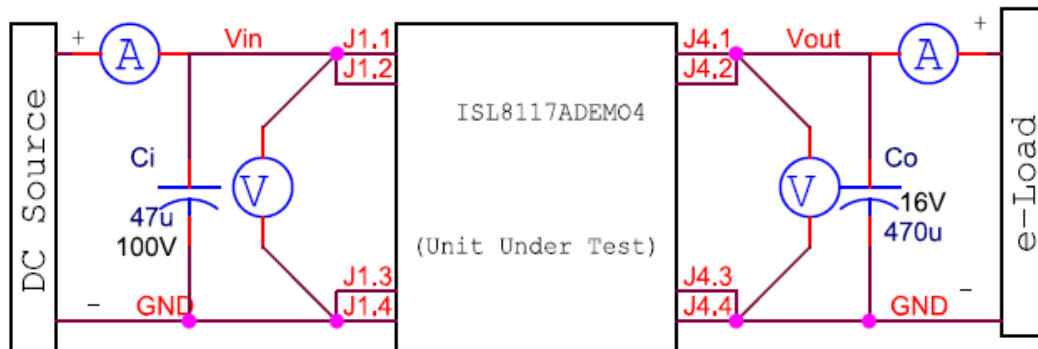 DC Source
+
A
Vin
J1.1
J1.2
Ci
47u
100V
V
-
GND
J1.3
J1.4
ISL8117ADEMO4
(Unit Under Test)
J4.1
J4.2
Vout
A
+
V
Co
16V
470u
J4.3
J4.4
GND
-
e-Load